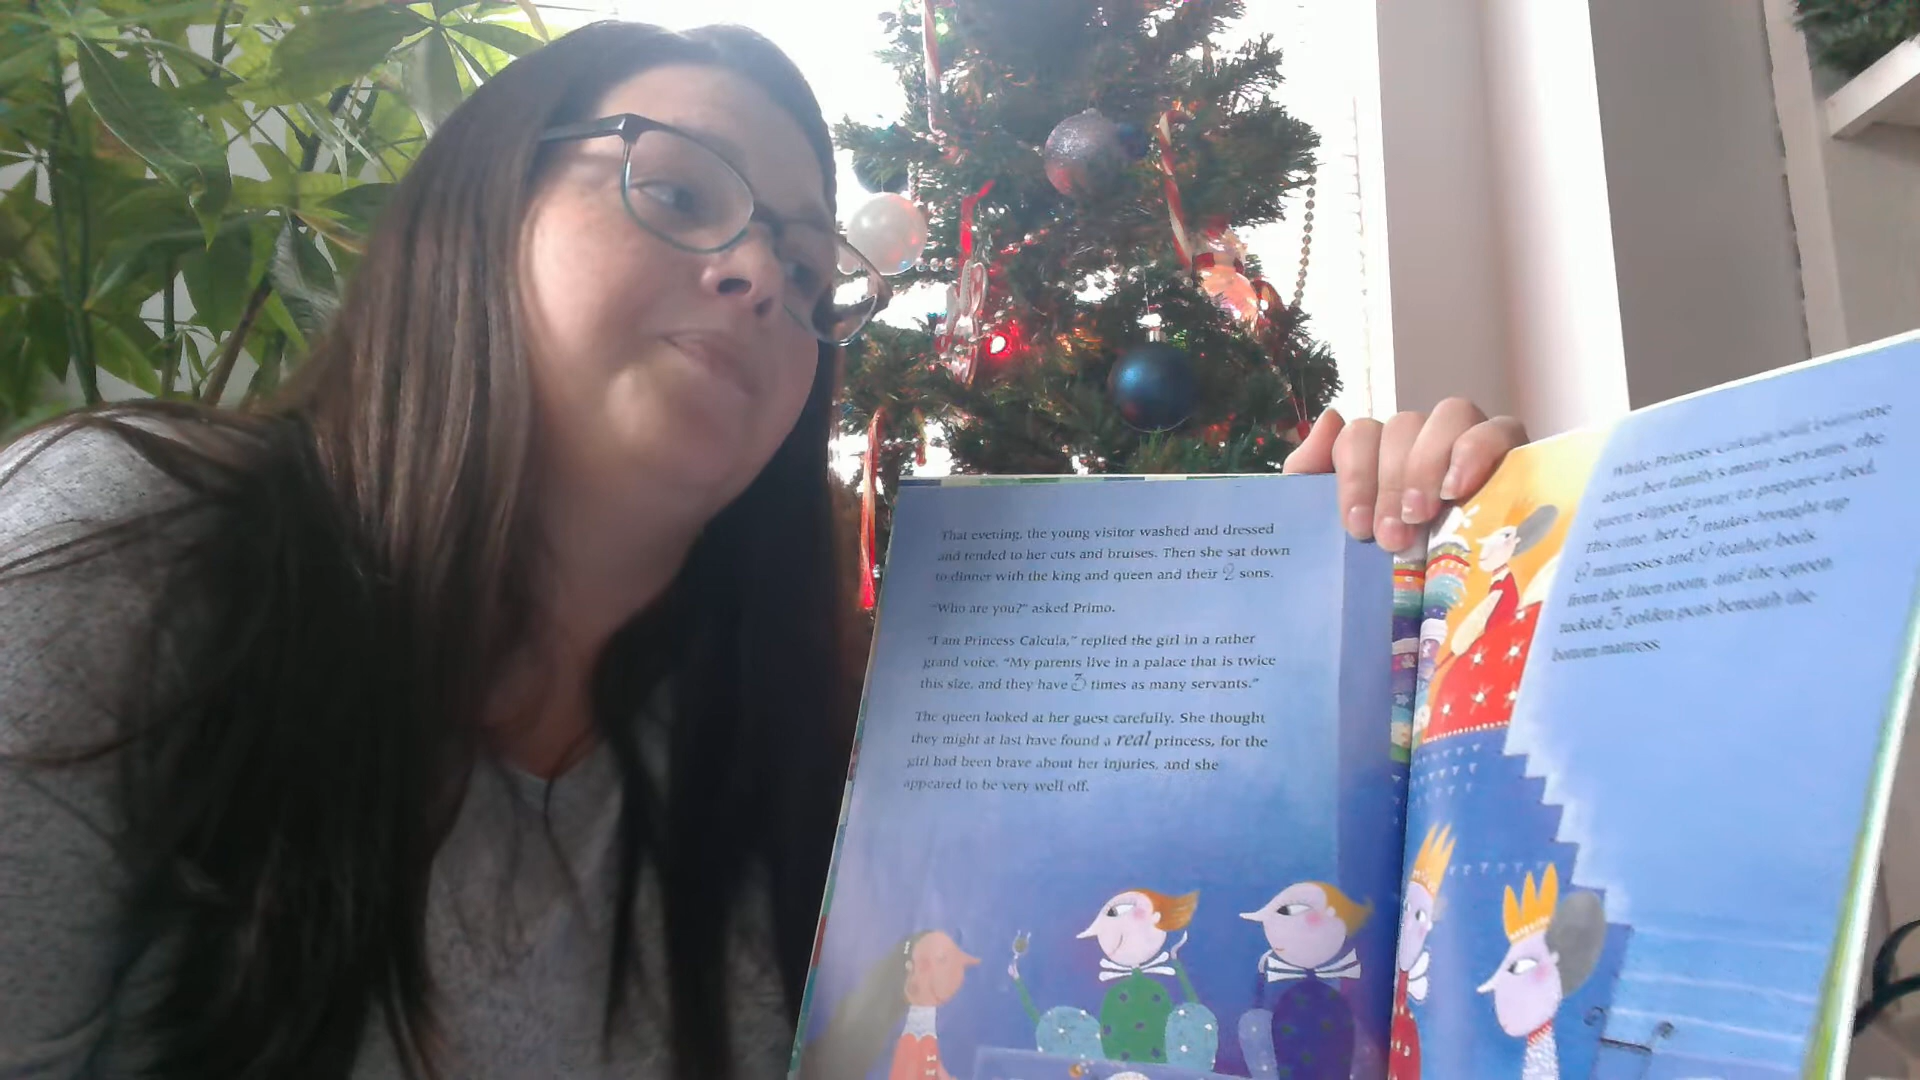 That evening, the young visitor washed and dressed
and tended to her cuts and bruises. Then she sat down
to dinner with the king and queen and their 2 sons.
"Who are you?" asked Primo.
"I am Princess Calcula," replied the girl in a rather
grand voice. "My parents live in a palace that is twice
this size, and they have 3 times as many servants."
The queen looked at her guest carefully. She thought
they might at last have found a real princess, for the
girl had been brave about her injuries, and she
appeared to be very well off.
While Princess Calcula told everyone
about her family's many servants, the
queen slipped away to prepare a bed.
This time, her 3 maids brought up
mattresses and 9 feather beds
from the linen room, and the queen
tucked 3 golden peas beneath the
bottom mattress.